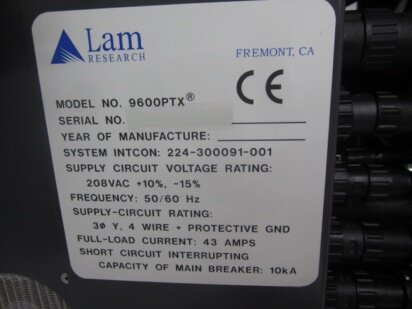 Lam
RESEARCH
FREMONT, CA
CE
MODEL NO. 9600PTX®
SERIAL NO.
YEAR OF MANUFACTURE:
SYSTEM INTCON: 224-300091-001
SUPPLY CIRCUIT VOLTAGE RATING:
208VAC +10%, -15%
FREQUENCY: 50/60 Hz
SUPPLY-CIRCUIT RATING:
3ø Y, 4 WIRE + PROTECTIVE GND
FULL-LOAD CURRENT: 43 AMPS
SHORT CIRCUIT INTERRUPTING
CAPACITY OF MAIN BREAKER: 10kA